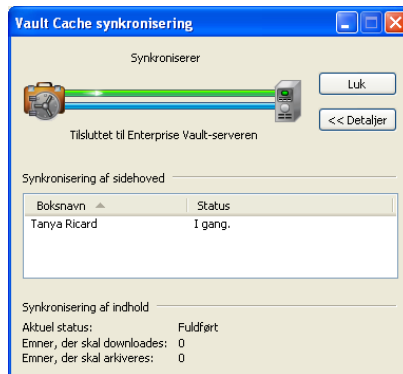 Vault Cache synkronisering
Synkroniserer
Luk
Tilsluttet til Enterprise Vault-serveren
<< Detaljer
Synkronisering af sidehoved
Boksnavn Status
Tanya Ricard I gang.
Synkronisering af indhold
Aktuel status: Fuldført
Emner, der skal downloades: 0
Emner, der skal arkiveres: 0